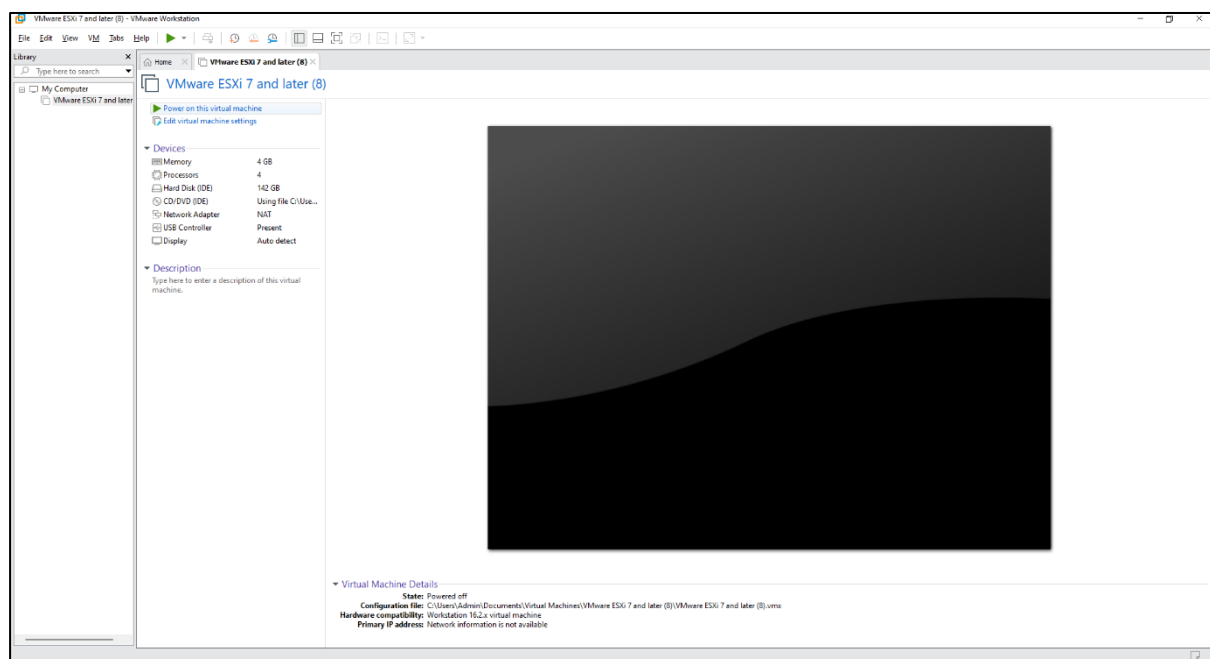 VMware ESXi 7 and later (8) - VMware Workstation
File Edit View VM Tabs Help
Library
Type here to search
My Computer
VMware ESXi 7 and later
Home
VMware ESXi 7 and later (8)
VMware ESXi 7 and later (8)
Power on this virtual machine
Edit virtual machine settings
Devices
Memory 4 GB
Processors 4
Hard Disk (IDE) 142 GB
CD/DVD (IDE) Using file C:\Use...
Network Adapter NAT
USB Controller Present
Display Auto detect
Description
Type here to enter a description of this virtual
machine.
Virtual Machine Details
State: Powered off
Configuration file: C:\Users\Admin\Documents\Virtual Machines\VMware ESXi 7 and later (8)\VMware ESXi 7 and later (8).vmx
Hardware compatibility: Workstation 16.2.x virtual machine
Primary IP address: Network information is not available